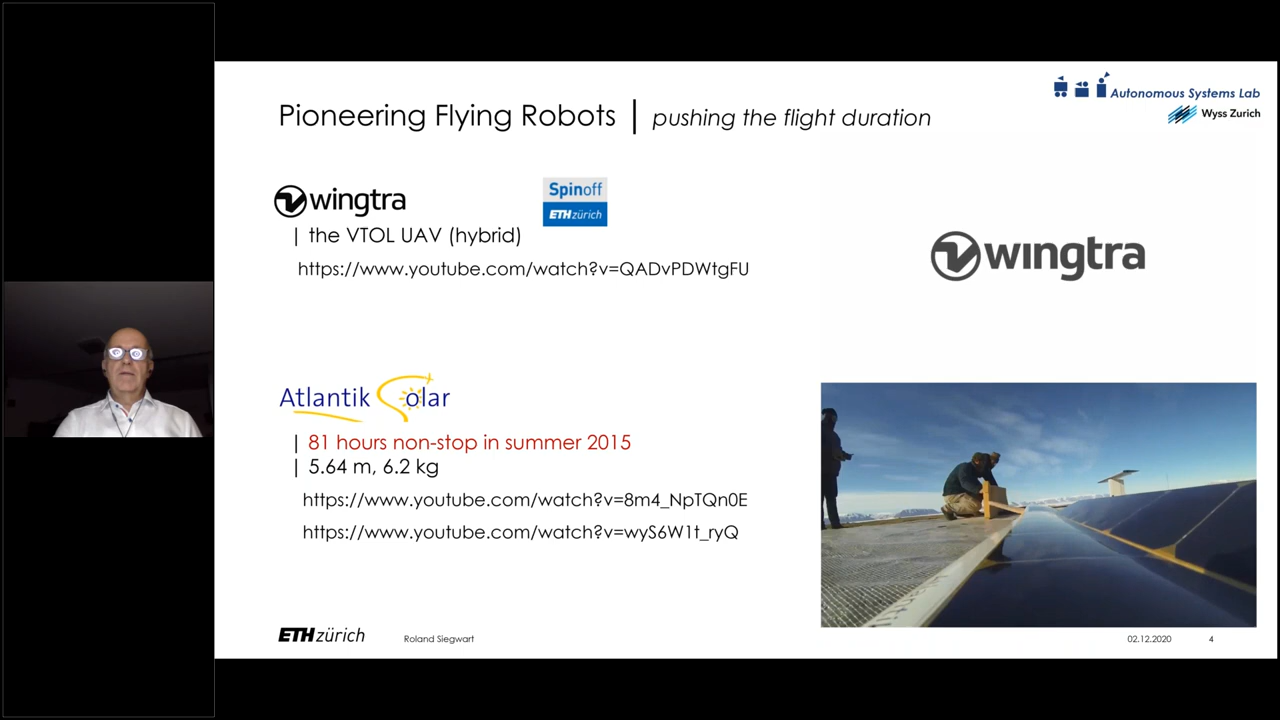 Pioneering Flying Robots | pushing the flight duration
Autonomous Systems Lab
Wyss Zurich
wingtra
Spinoff
ETH zürich
| the VTOL UAV (hybrid)
https://www.youtube.com/watch?v=QADvPDWtgFU
wingtra
Atlantik Solar
| 81 hours non-stop in summer 2015
| 5.64 m, 6.2 kg
https://www.youtube.com/watch?v=8m4_NpTQn0E
https://www.youtube.com/watch?v=wyS6W1t_ryQ
ETH zürich
Roland Siegwart
02.12.2020
4